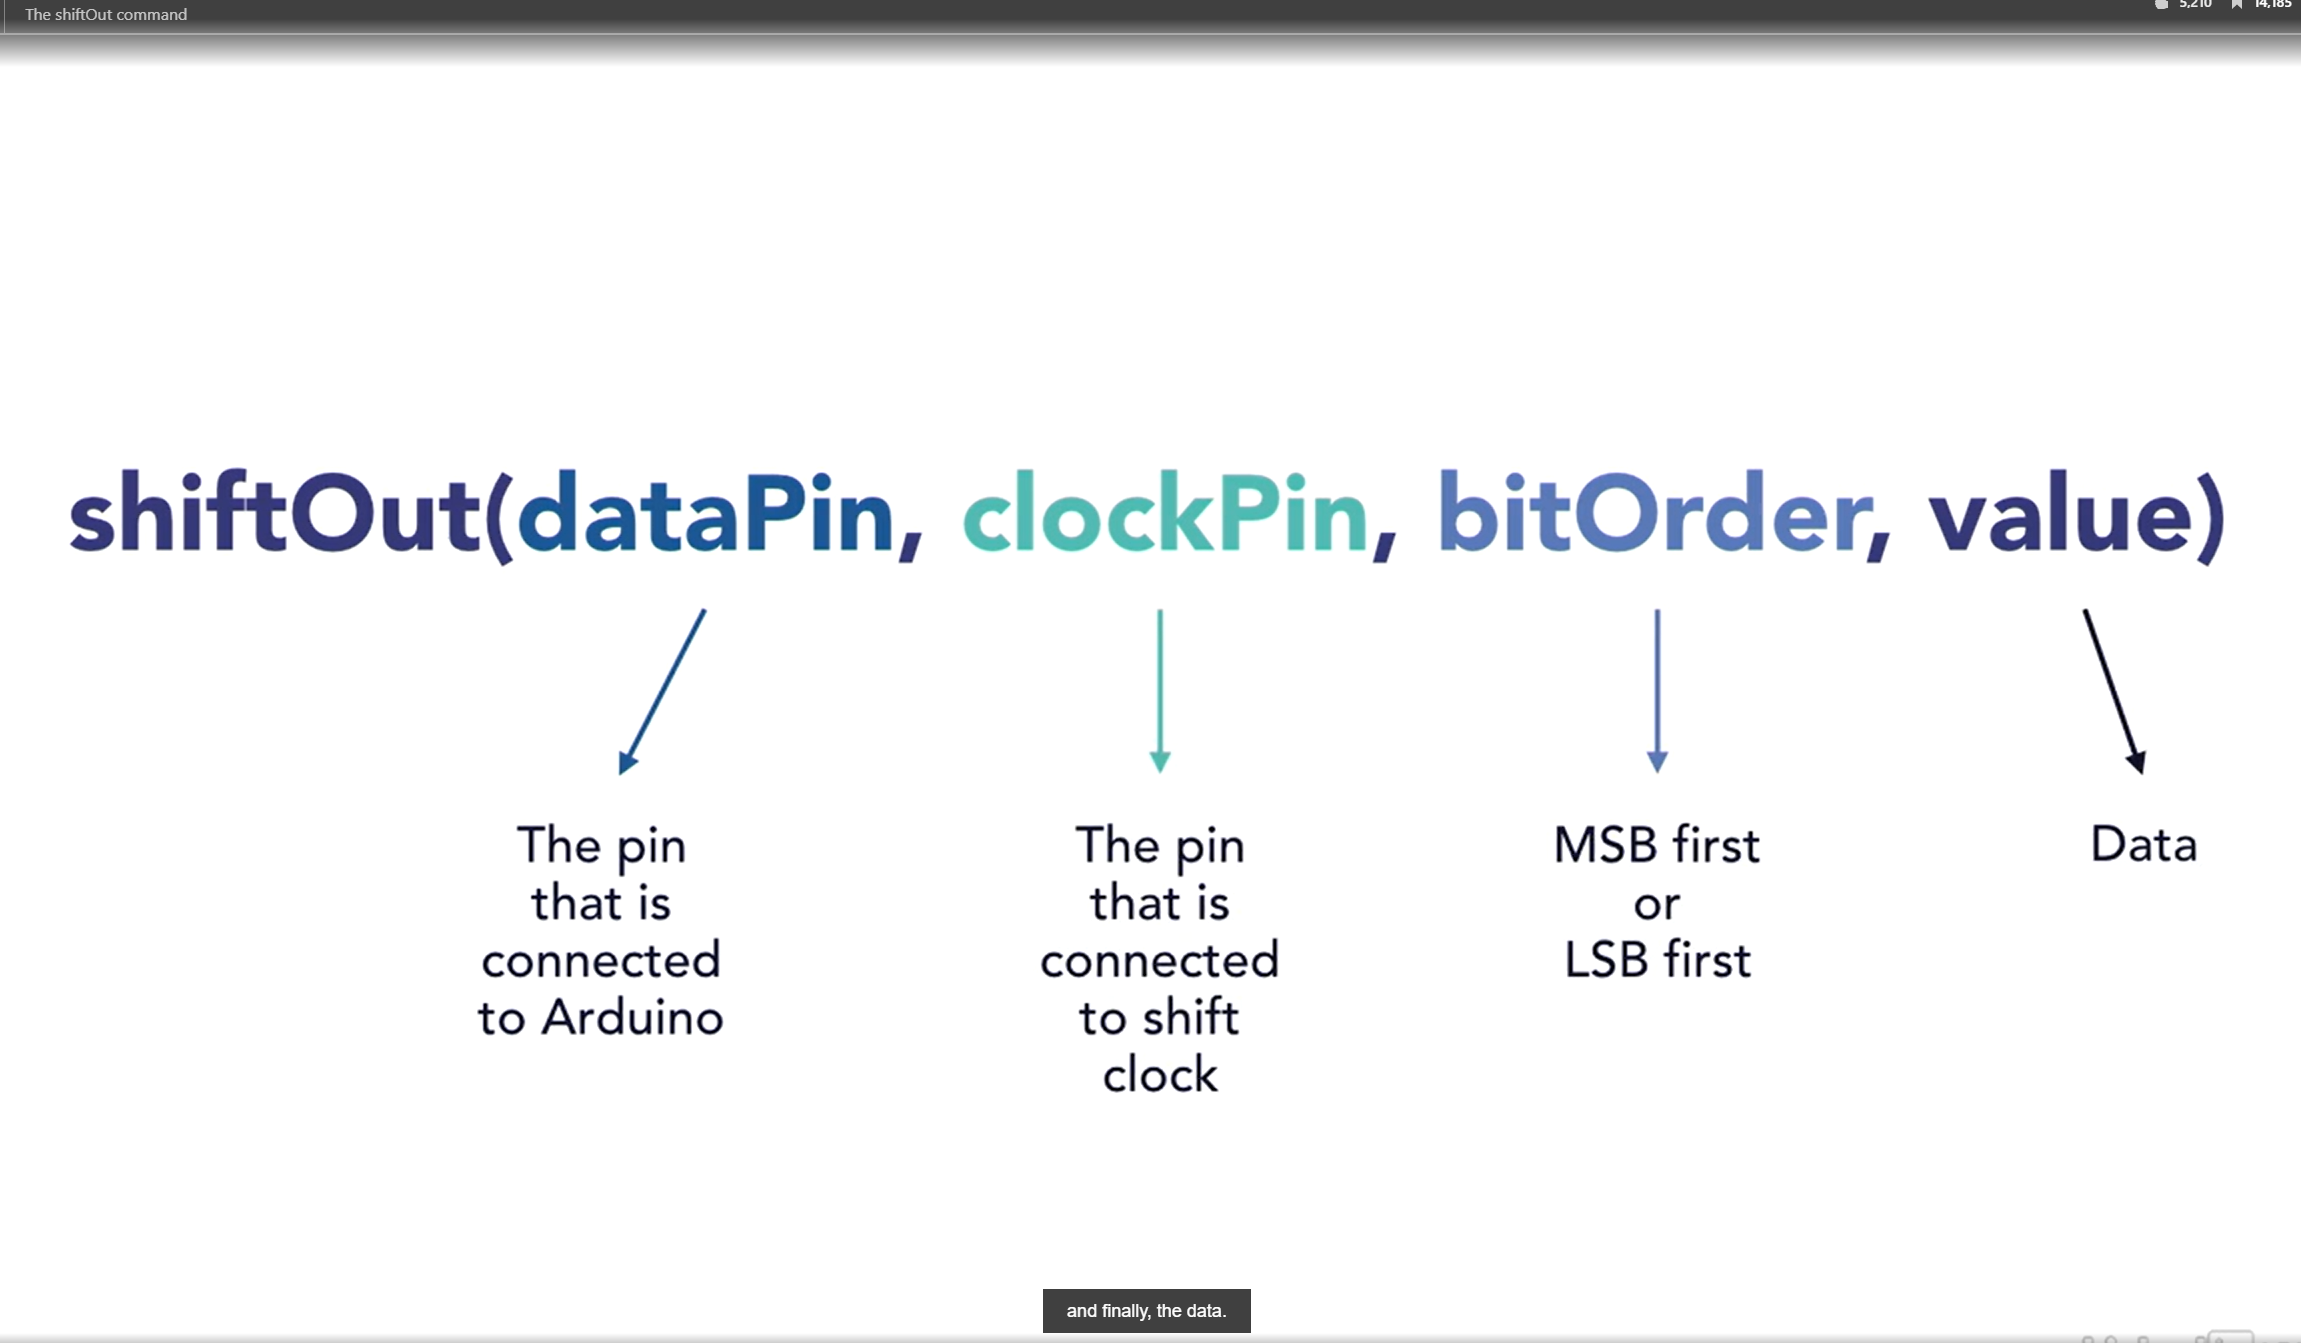 The shiftOut command
5,210 14,185
shiftOut(dataPin, clockPin, bitOrder, value)
The pin
that is
connected
to Arduino
The pin
that is
connected
to shift
clock
MSB first
or
LSB first
Data
and finally, the data.